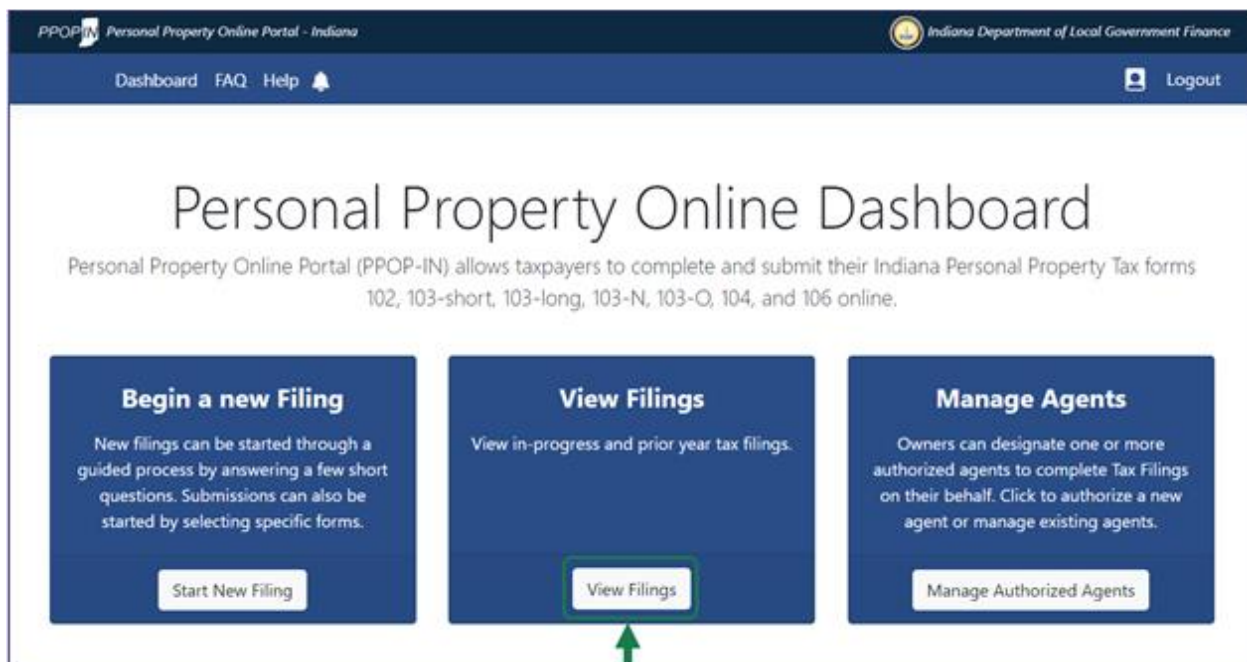 PPOP IN Personal Property Online Portal - Indiana
Indiana Department of Local Government Finance
Dashboard FAQ Help
Logout
Personal Property Online Dashboard
Personal Property Online Portal (PPOP-IN) allows taxpayers to complete and submit their Indiana Personal Property Tax forms
102, 103-short, 103-long, 103-N, 103-O, 104, and 106 online.
Begin a new Filing
New filings can be started through a
guided process by answering a few short
questions. Submissions can also be
started by selecting specific forms.
Start New Filing
View Filings
View in-progress and prior year tax filings.
View Filings
Manage Agents
Owners can designate one or more
authorized agents to complete Tax Filings
on their behalf. Click to authorize a new
agent or manage existing agents.
Manage Authorized Agents